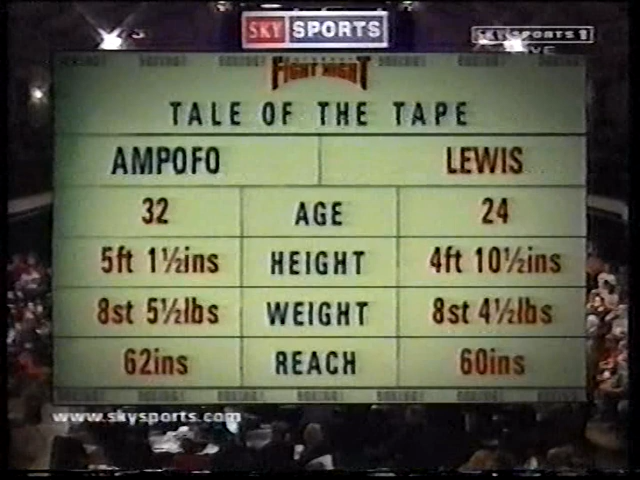 SKY SPORTS
SKY SPORTS 1
LIVE
FIGHT NIGHT
TALE OF THE TAPE
AMPOFO LEWIS
32 AGE 24
5ft 1½ins HEIGHT 4ft 10½ins
8st 5½lbs WEIGHT 8st 4½lbs
62ins REACH 60ins
www.skysports.com